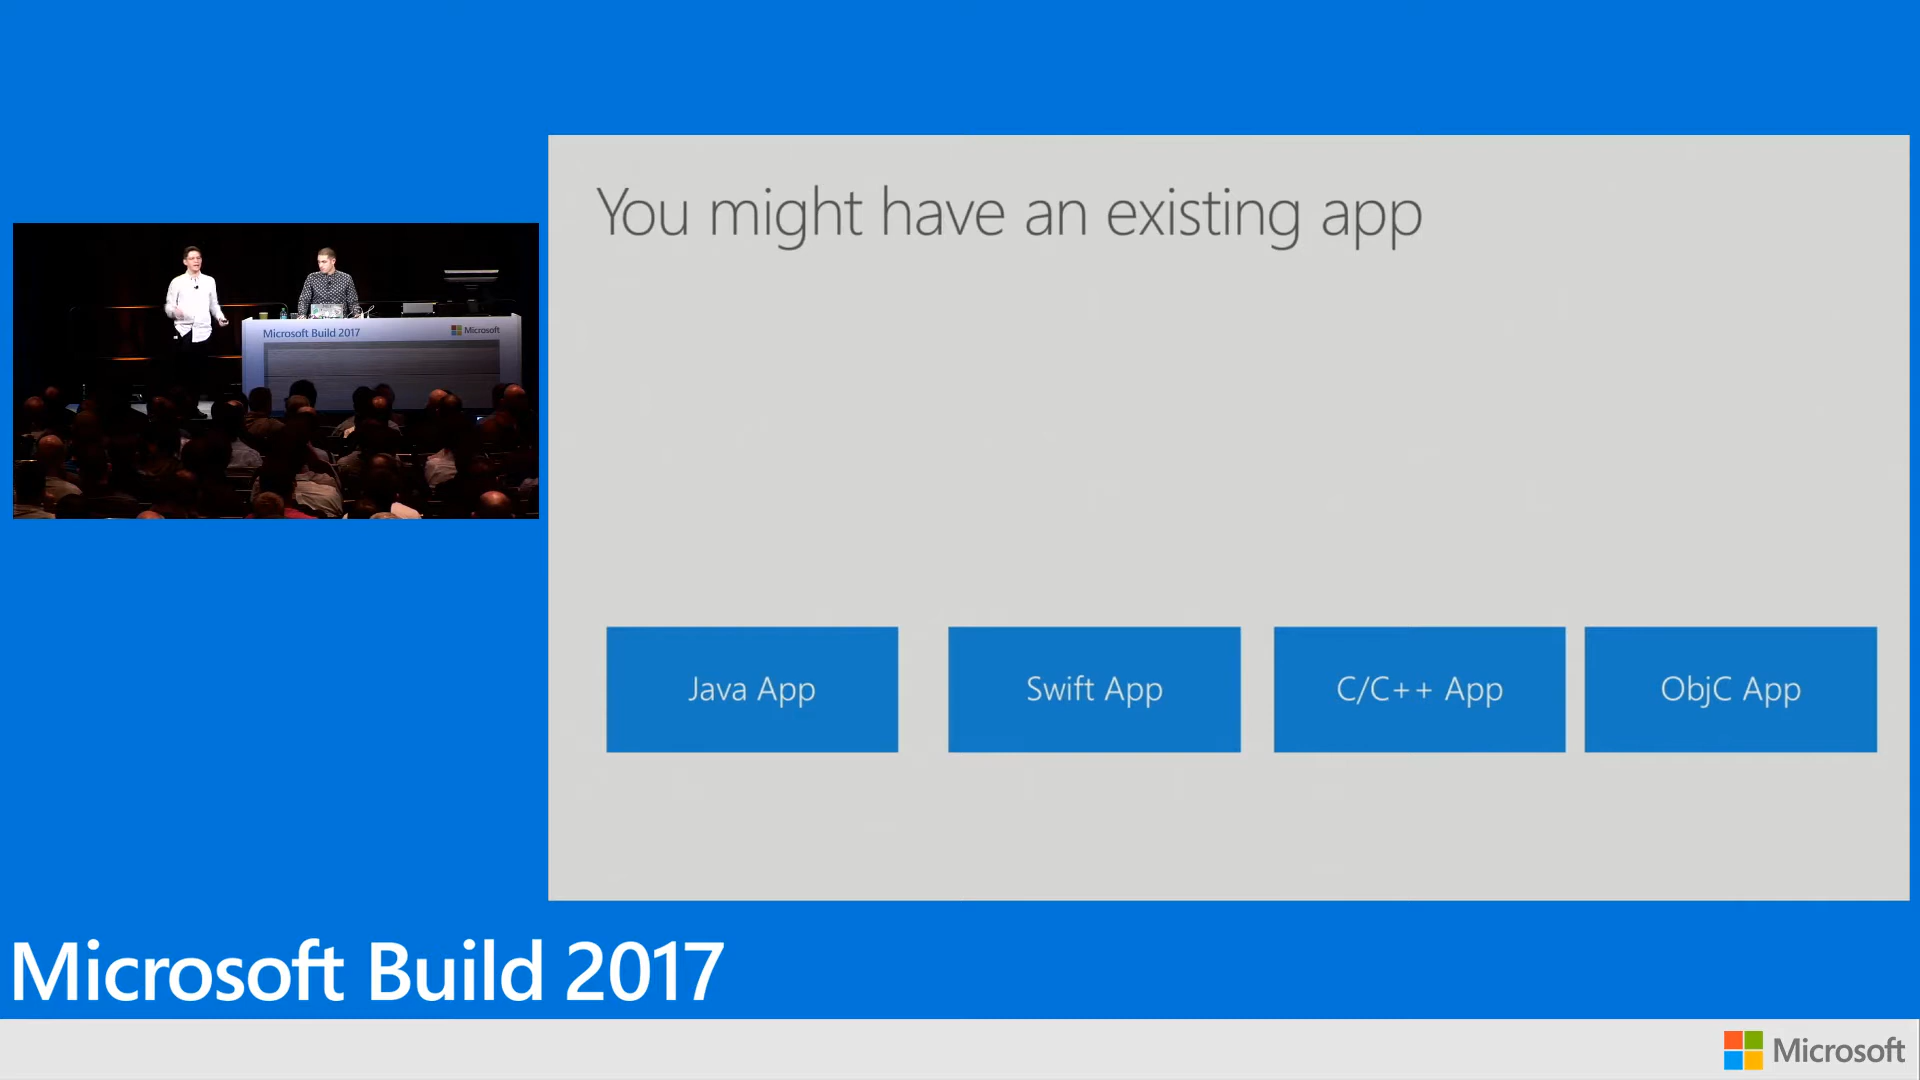 You might have an existing app
Microsoft Build 2017
Microsoft
Java App
Swift App
C/C++ App
ObjC App
Microsoft Build 2017
Microsoft